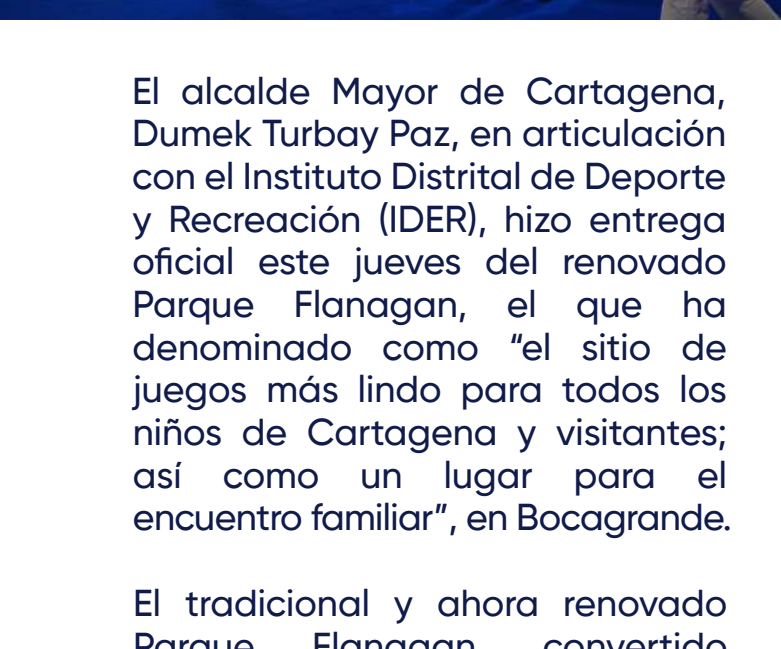 El alcalde Mayor de Cartagena,
Dumek Turbay Paz, en articulación
con el Instituto Distrital de Deporte
y Recreación (IDER), hizo entrega
oficial este jueves del renovado
Parque Flanagan, el que ha
denominado como “el sitio de
juegos más lindo para todos los
niños de Cartagena y visitantes;
así como un lugar para el
encuentro familiar”, en Bocagrande.
El tradicional y ahora renovado
Parque Flanagan, convertido